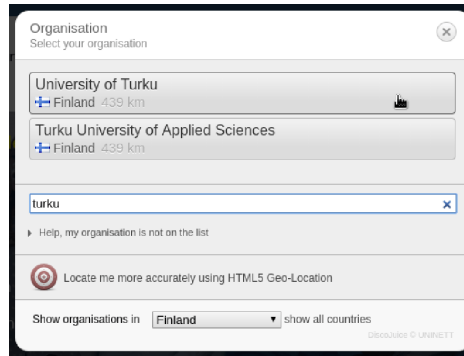 Organisation
Select your organisation
University of Turku
Finland 439 km
Turku University of Applied Sciences
Finland 439 km
turku
Help, my organisation is not on the list
Locate me more accurately using HTML5 Geo-Location
Show organisations in Finland show all countries
DiscoJuice © UNINETT